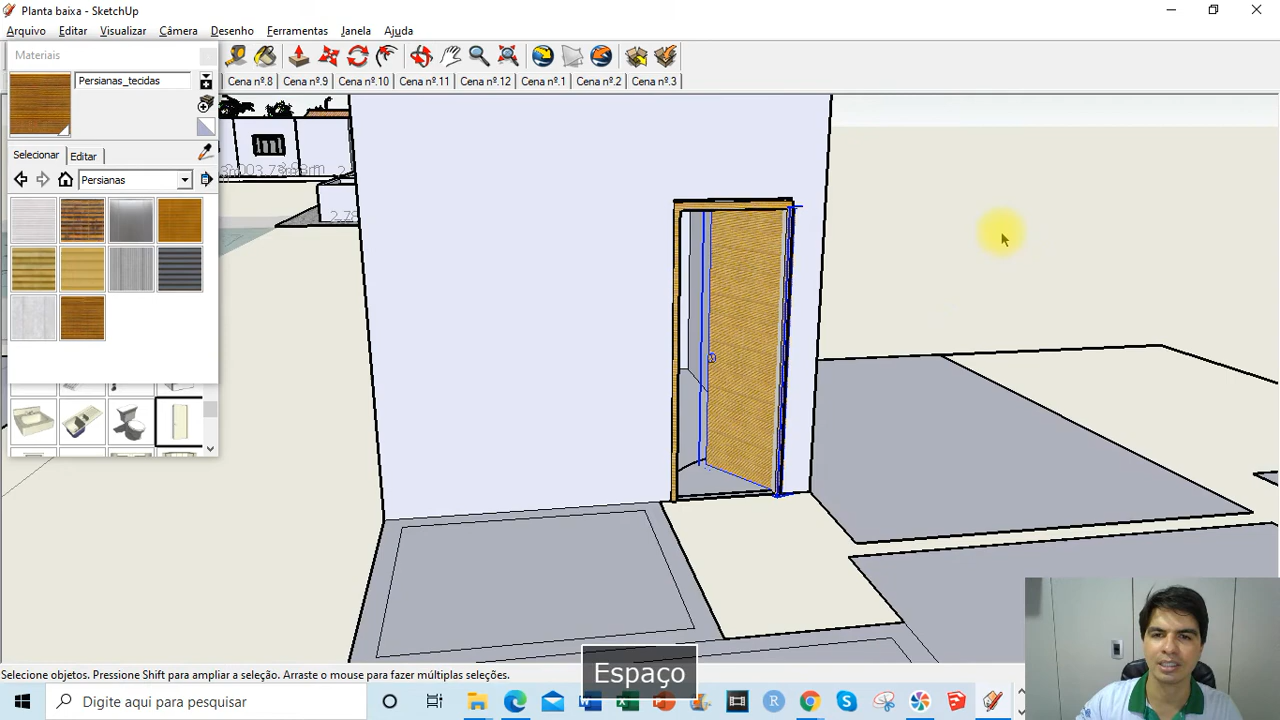 Planta baixa - SketchUp
Arquivo Editar Visualizar Câmera Desenho Ferramentas Janela Ajuda
Materiais
Persianas_tecidas
Cena nº.8 Cena nº.9 Cena nº.10 Cena nº.11 Cena nº.12 Cena nº.1 Cena nº.2 Cena nº.3
Selecionar Editar
Persianas
Selecione objetos. Pressione Shift para ampliar a seleção. Arraste o mouse para fazer múltiplas seleções.
Espaço
Digite aqui para pesquisar